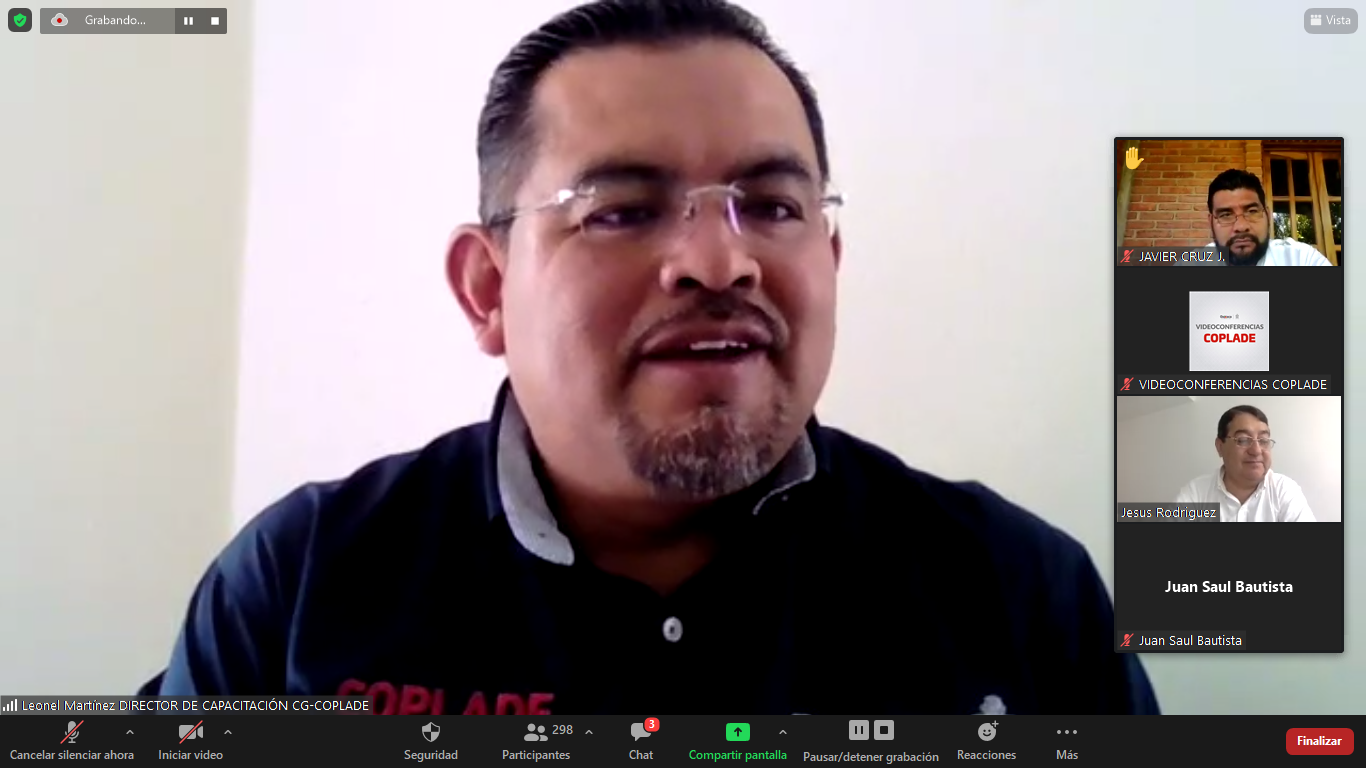 Grabando...
Vista
JAVIER CRUZ J.
VIDEOCONFERENCIAS
COPLADE
VIDEOCONFERENCIAS COPLADE
Jesus Rodriguez
Juan Saul Bautista
Juan Saul Bautista
COPLADE
Leonel Martínez DIRECTOR DE CAPACITACIÓN CG-COPLADE
298
3
Cancelar silenciar ahora
Iniciar video
Seguridad
Participantes
Chat
Compartir pantalla
Pausar/detener grabación
Reacciones
Más
Finalizar